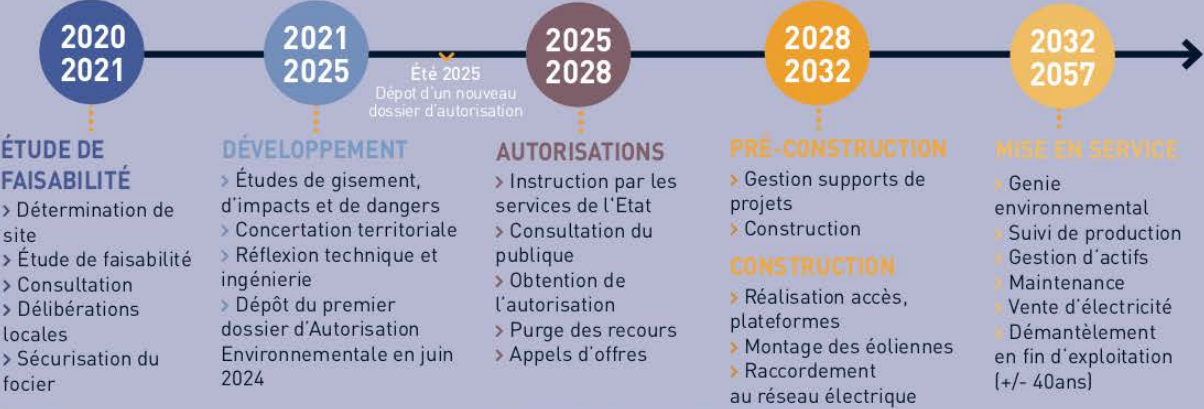 2020
2021
ÉTUDE DE
FAISABILITÉ
> Détermination de
site
> Étude de faisabilité
> Consultation
> Délibérations
locales
> Sécurisation du
focier
2021
2025
DÉVELOPPEMENT
> Études de gisement,
d'impacts et de dangers
> Concertation territoriale
> Réflexion technique et
ingénierie
> Dépôt du premier
dossier d'Autorisation
Environnementale en juin
2024
Été 2025
Dépot d'un nouveau
dossier d'autorisation
2025
2028
AUTORISATIONS
> Instruction par les
services de l'Etat
> Consultation du
publique
> Obtention de
l'autorisation
> Purge des recours
> Appels d'offres
2028
2032
PRÉ-CONSTRUCTION
> Gestion supports de
projets
> Construction
CONSTRUCTION
> Réalisation accès,
plateformes
> Montage des éoliennes
> Raccordement
au réseau électrique
2032
2057
MISE EN SERVICE
> Genie
environnemental
> Suivi de production
> Gestion d'actifs
> Maintenance
> Vente d'électricité
> Démantèlement
en fin d'exploitation
(+/- 40ans)